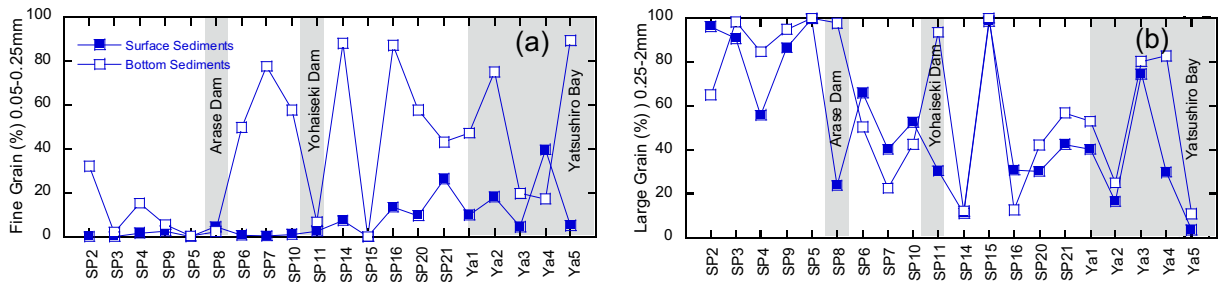 Fine Grain (%) 0.05-0.25mm
100
80
60
40
20
0
Surface Sediments
Bottom Sediments
(a)
Arase Dam
Yohaiseki Dam
Yatsushiro Bay
SP2
SP3
SP4
SP9
SP5
SP8
SP6
SP7
SP10
SP11
SP14
SP15
SP16
SP20
SP21
Ya1
Ya2
Ya3
Ya4
Ya5
Large Grain (%) ) 0.25-2mm
100
80
60
40
20
0
(b)
Arase Dam
Yohaiseki Dam
Yatsushiro Bay
SP2
SP3
SP4
SP9
SP5
SP8
SP6
SP7
SP10
SP11
SP14
SP15
SP16
SP20
SP21
Ya1
Ya2
Ya3
Ya4
Ya5